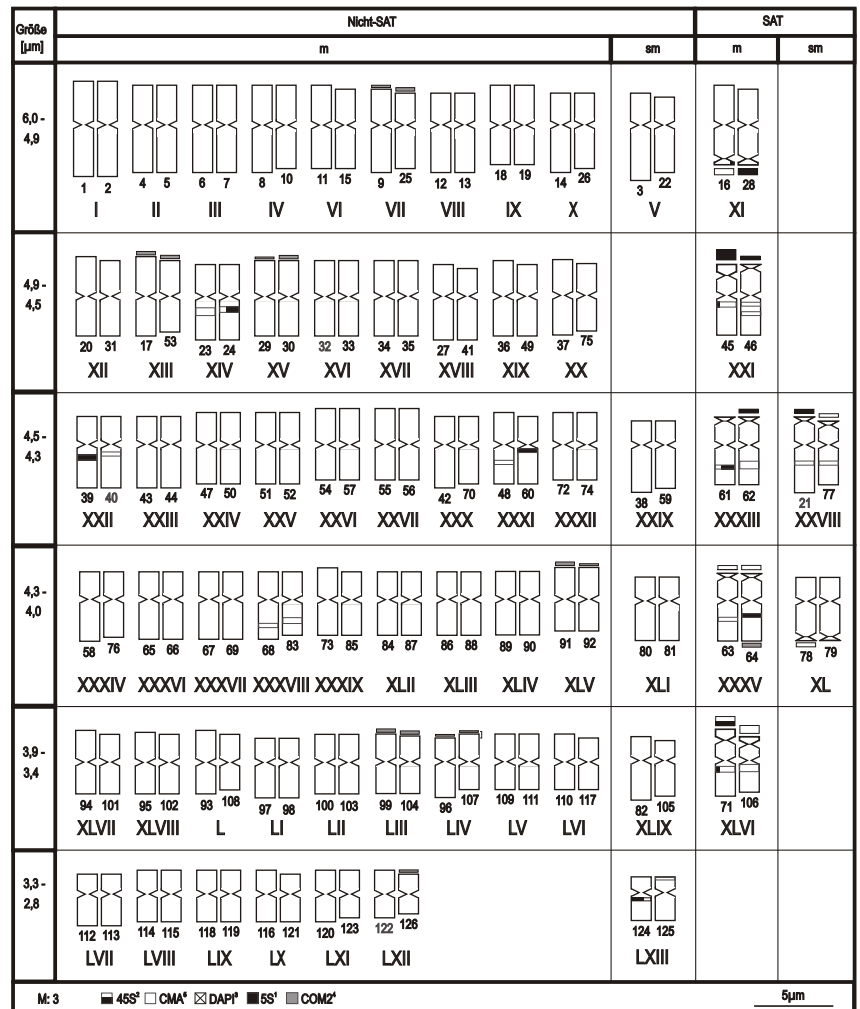 Größe [µm] Nicht-SAT SAT
m sm m sm
6,0 - 4,9
1 2 4 5 6 7 8 10 11 15 9 25 12 13 18 19 14 26 3 22 16 28
I II III IV VI VII VIII IX X V XI
4,9 - 4,5
20 31 17 53 23 24 29 30 32 33 34 35 27 41 36 49 37 75 45 46
XII XIII XIV XV XVI XVII XVIII XIX XX XXI
4,5 - 4,3
39 40 43 44 47 50 51 52 54 57 55 56 42 70 48 60 72 74 38 59 61 62 21 77
XXII XXIII XXIV XXV XXVI XXVII XXX XXXI XXXII XXIX XXXIII XXVIII
4,3 - 4,0
58 76 65 66 67 69 68 83 73 85 84 87 86 88 89 90 91 92 80 81 63 64 78 79
XXXIV XXXVI XXXVII XXXVIII XXXIX XLII XLIII XLIV XLV XLI XXXV XL
3,9 - 3,4
94 101 95 102 93 108 97 98 100 103 99 104 96 107 109 111 110 117 82 105 71 106
XLVII XLVIII L LI LII LIII LIV LV LVI XLIX XLVI
3,3 - 2,8
112 113 114 115 118 119 116 121 120 123 122 126 124 125
LVII LVIII LIX LX LXI LXII LXIII
M: 3 45S² CMA⁵ DAPI³ 5S¹ COM2⁴ 5µm